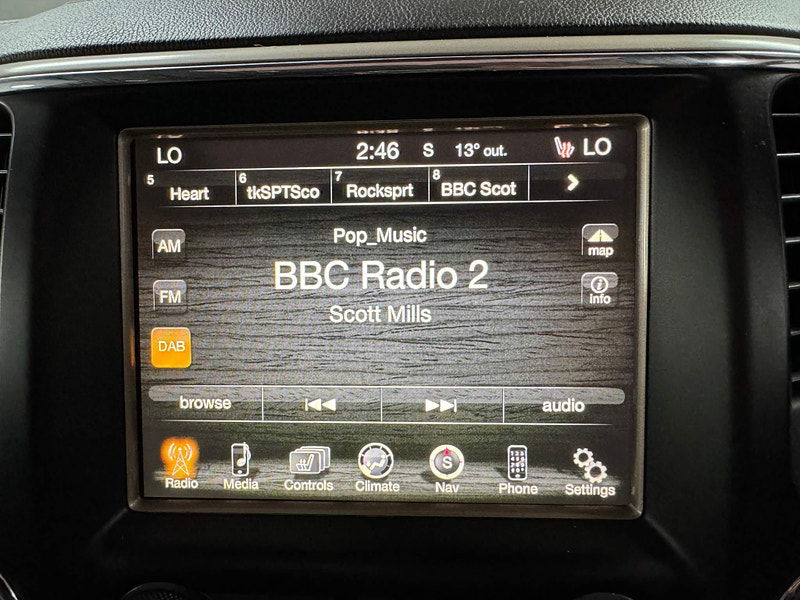 LO 2:46 S 13° out. LO
5 Heart 6 tkSPTSco 7 Rocksprt 8 BBC Scot
Pop_Music
AM map
BBC Radio 2
FM info
Scott Mills
DAB
browse audio
S
Radio Media Controls Climate Nav Phone Settings